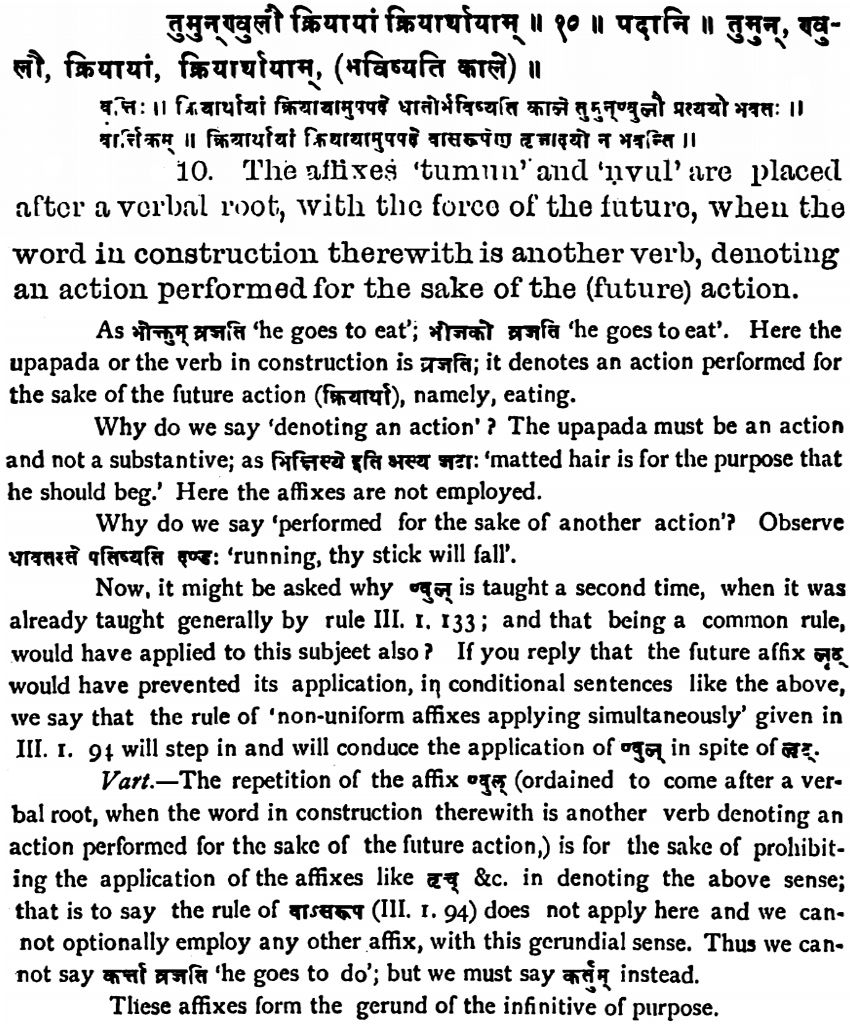 तुमुन्ण्वुलौ क्रियायां क्रियार्थायाम् ॥ १० ॥ पदानि ॥ तुमुन्, ण्वु-
लौ, क्रियायां, क्रियार्थायाम्, (भविष्यति काले) ॥
वृत्तिः ॥ क्रियार्थायां क्रियायामुपपदे धातोर्भविष्यति काले तुमुन्ण्वुलौ प्रत्ययौ भवतः ॥
वार्त्तिकम् ॥ क्रियार्थायां क्रियायामुपपदे वासरूपेण तृजादयो न भवन्ति ॥
10. The affixes 'tumun' and 'ṇvul' are placed
after a verbal root, with the force of the future, when the
word in construction therewith is another verb, denoting
an action performed for the sake of the (future) action.
As भोक्तुम् व्रजति 'he goes to eat'; भोजको व्रजति 'he goes to eat'. Here the
upapada or the verb in construction is व्रजति; it denotes an action performed for
the sake of the future action (क्रियार्था), namely, eating.
Why do we say 'denoting an action' ? The upapada must be an action
and not a substantive; as भिक्षिष्ये इति अस्य जटाः 'matted hair is for the purpose that
he should beg.' Here the affixes are not employed.
Why do we say 'performed for the sake of another action'? Observe
धावतस्ते पतिष्यति दण्डः 'running, thy stick will fall'.
Now, it might be asked why ण्वुल् is taught a second time, when it was
already taught generally by rule III. 1. 133; and that being a common rule,
would have applied to this subjeet also? If you reply that the future affix लृट्
would have prevented its application, in conditional sentences like the above,
we say that the rule of 'non-uniform affixes applying simultaneously' given in
III. 1. 94 will step in and will conduce the application of ण्वुल् in spite of लृट्.
Vart.—The repetition of the affix ण्वुल् (ordained to come after a ver-
bal root, when the word in construction therewith is another verb denoting an
action performed for the sake of the future action,) is for the sake of prohibit-
ing the application of the affixes like तृच् &c. in denoting the above sense;
that is to say the rule of वाऽसरूप (III. 1. 94) does not apply here and we can-
not optionally employ any other affix, with this gerundial sense. Thus we can-
not say कर्त्ता व्रजति 'he goes to do'; but we must say कर्तुम् instead.
These affixes form the gerund of the infinitive of purpose.